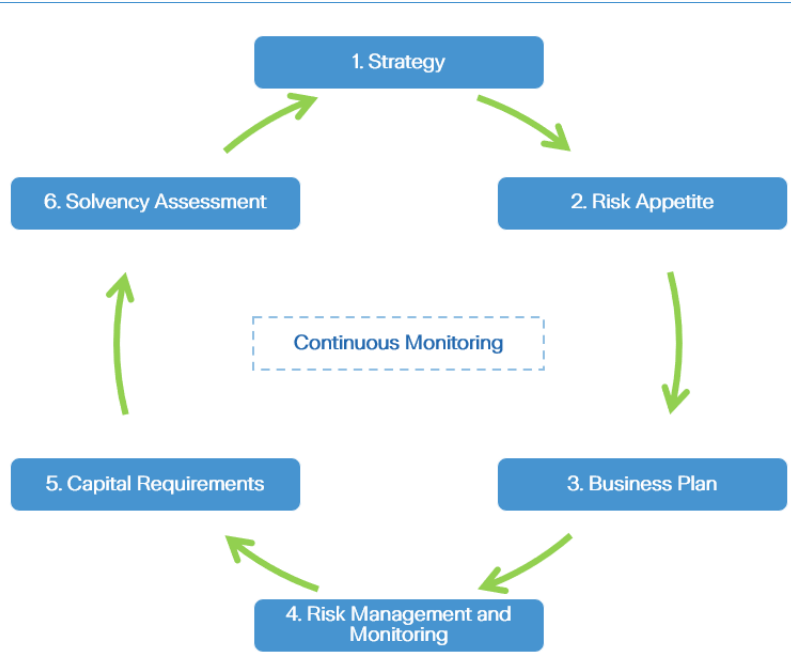 1. Strategy
2. Risk Appetite
3. Business Plan
4. Risk Management and
Monitoring
5. Capital Requirements
6. Solvency Assessment
Continuous Monitoring